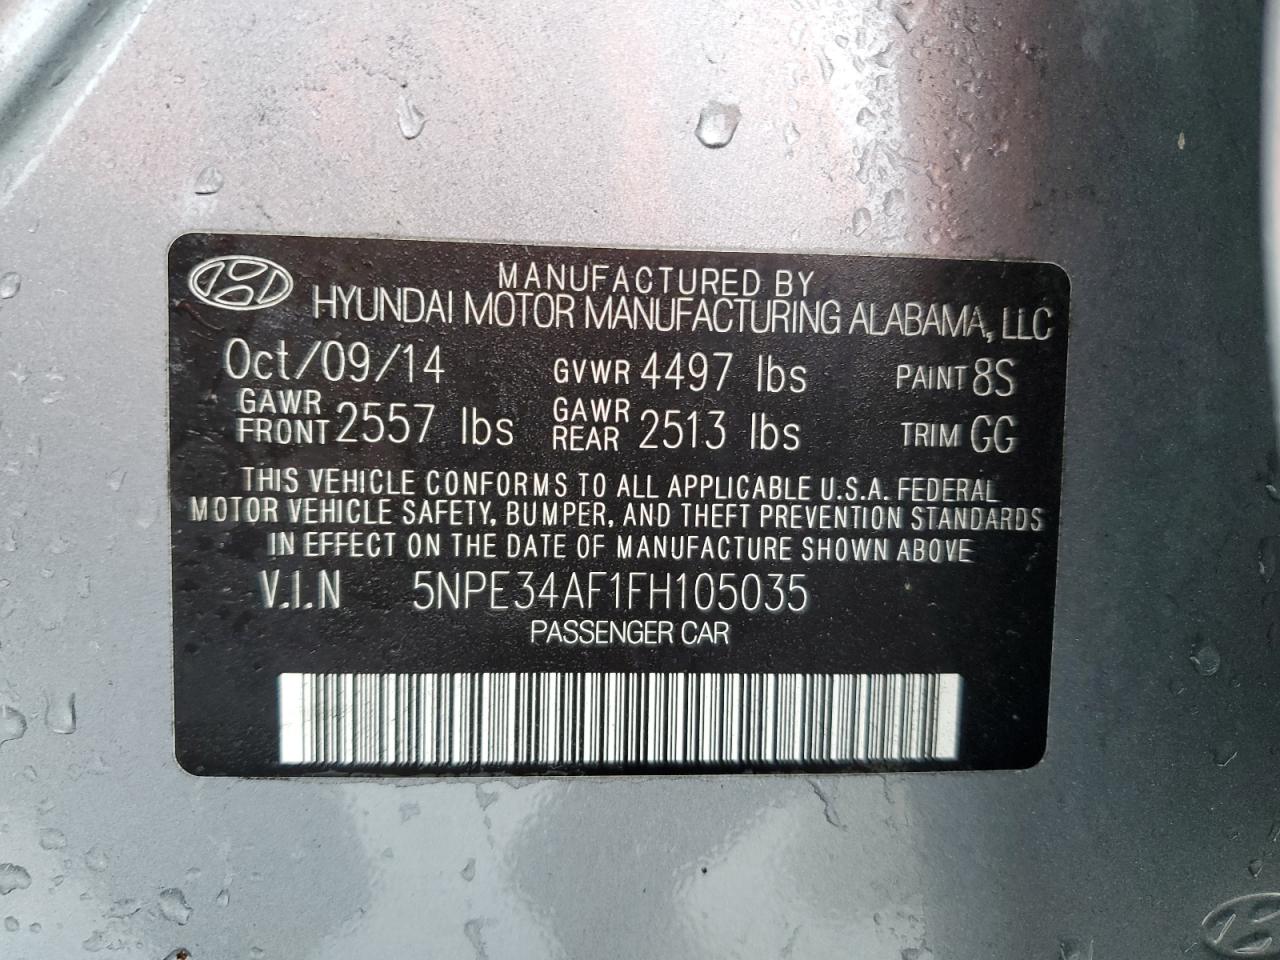 MANUFACTURED BY
HYUNDAI MOTOR MANUFACTURING ALABAMA, LLC
Oct/09/14 GVWR 4497 lbs PAINT 8S
GAWR FRONT 2557 lbs GAWR REAR 2513 lbs TRIM GG
THIS VEHICLE CONFORMS TO ALL APPLICABLE U.S.A. FEDERAL
MOTOR VEHICLE SAFETY, BUMPER, AND THEFT PREVENTION STANDARDS
IN EFFECT ON THE DATE OF MANUFACTURE SHOWN ABOVE
V.I.N 5NPE34AF1FH105035
PASSENGER CAR